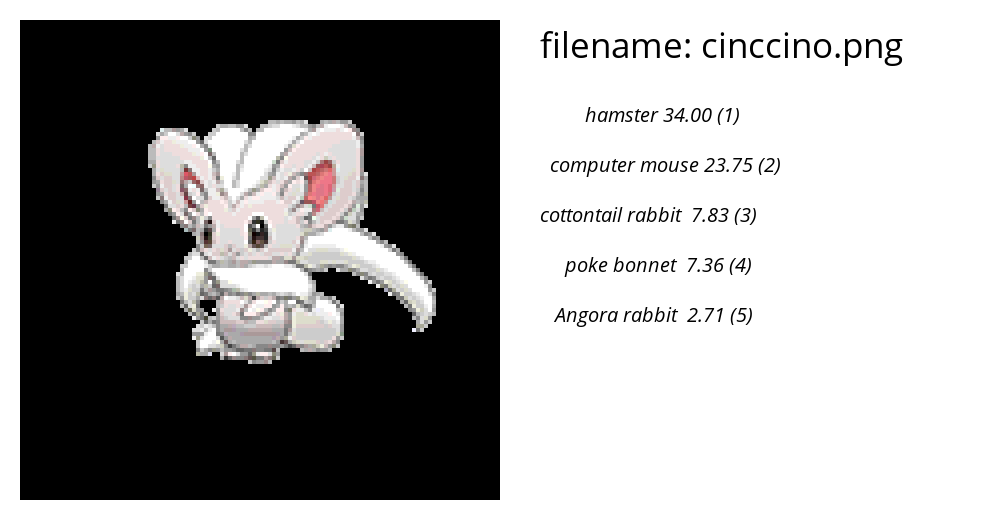 filename: cinccino.png
hamster 34.00 (1)
computer mouse 23.75 (2)
cottontail rabbit 7.83 (3)
poke bonnet 7.36 (4)
Angora rabbit 2.71 (5)